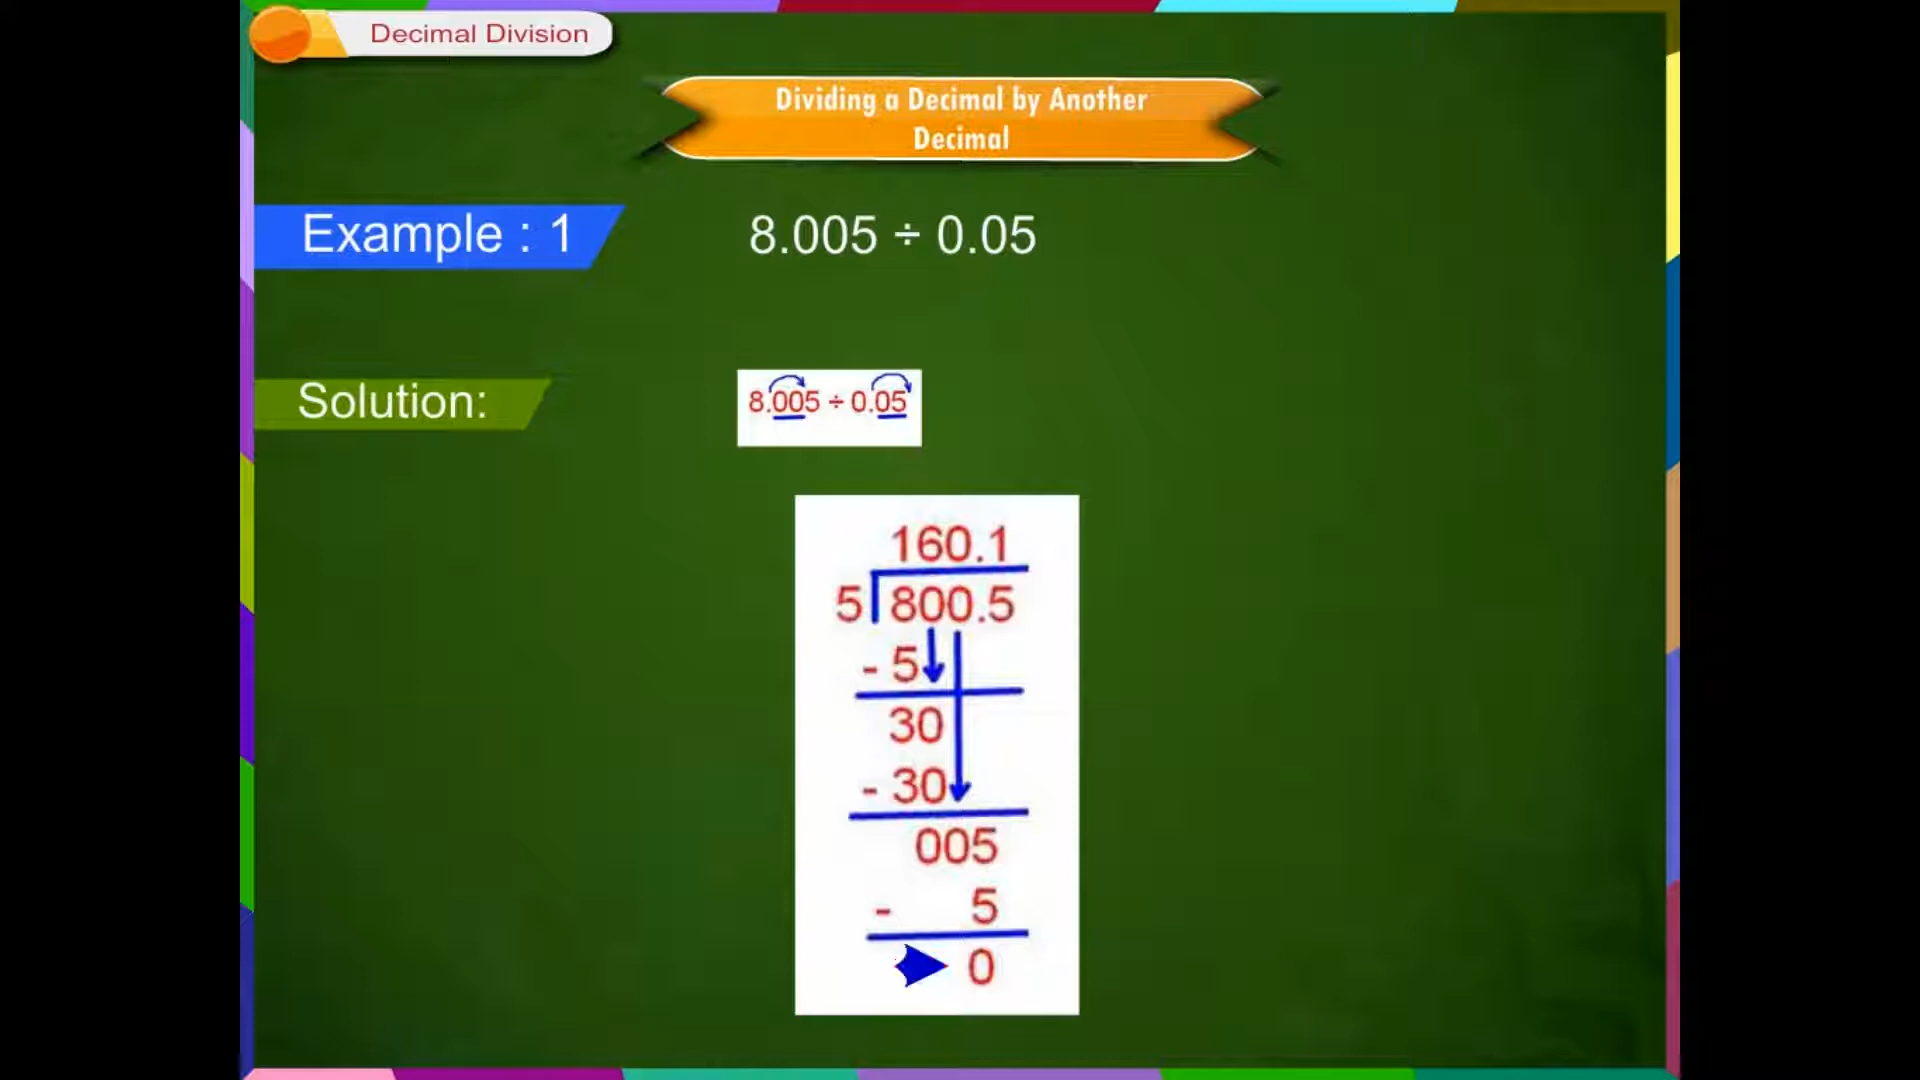 Decimal Division
Dividing a Decimal by Another
Decimal
Example : 1
8.005 ÷ 0.05
Solution:
8.005 ÷ 0.05
160.1
5 800.5
- 5
30
- 30
005
- 5
0